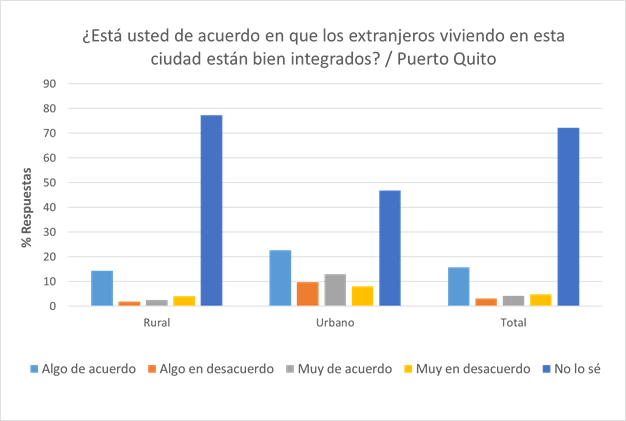 ¿Está usted de acuerdo en que los extranjeros viviendo en esta
ciudad están bien integrados? / Puerto Quito
90
80
70
60
50
40
30
20
10
0
% Respuestas
Rural
Urbano
Total
Algo de acuerdo
Algo en desacuerdo
Muy de acuerdo
Muy en desacuerdo
No lo sé